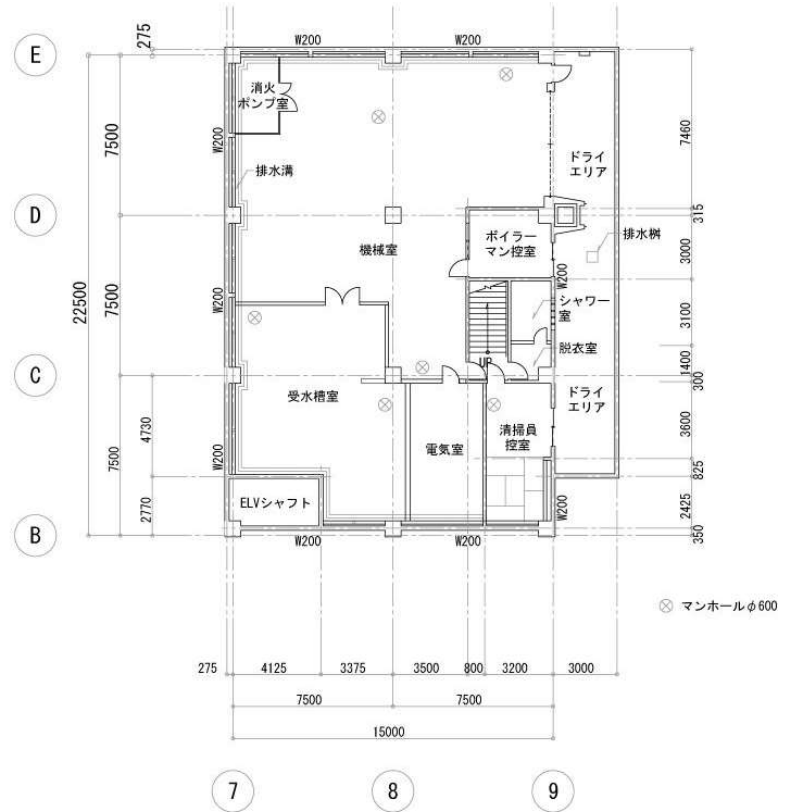 275
W200
W200
E
消火
ポンプ室
7500
W200
7460
ドライ
エリア
排水溝
D
315
ボイラー
マン控室
排水桝
機械室
3000
W200
22500
7500
W200
シャワー
室
3100
UP
脱衣室
1400
C
300
受水槽室
ドライ
エリア
4730
清掃員
控室
3600
7500
W200
電気室
825
ELVシャフト
2770
W200
2425
B
W200
W200
350
マンホールφ600
275
4125
3375
3500
800
3200
3000
7500
7500
15000
7
8
9